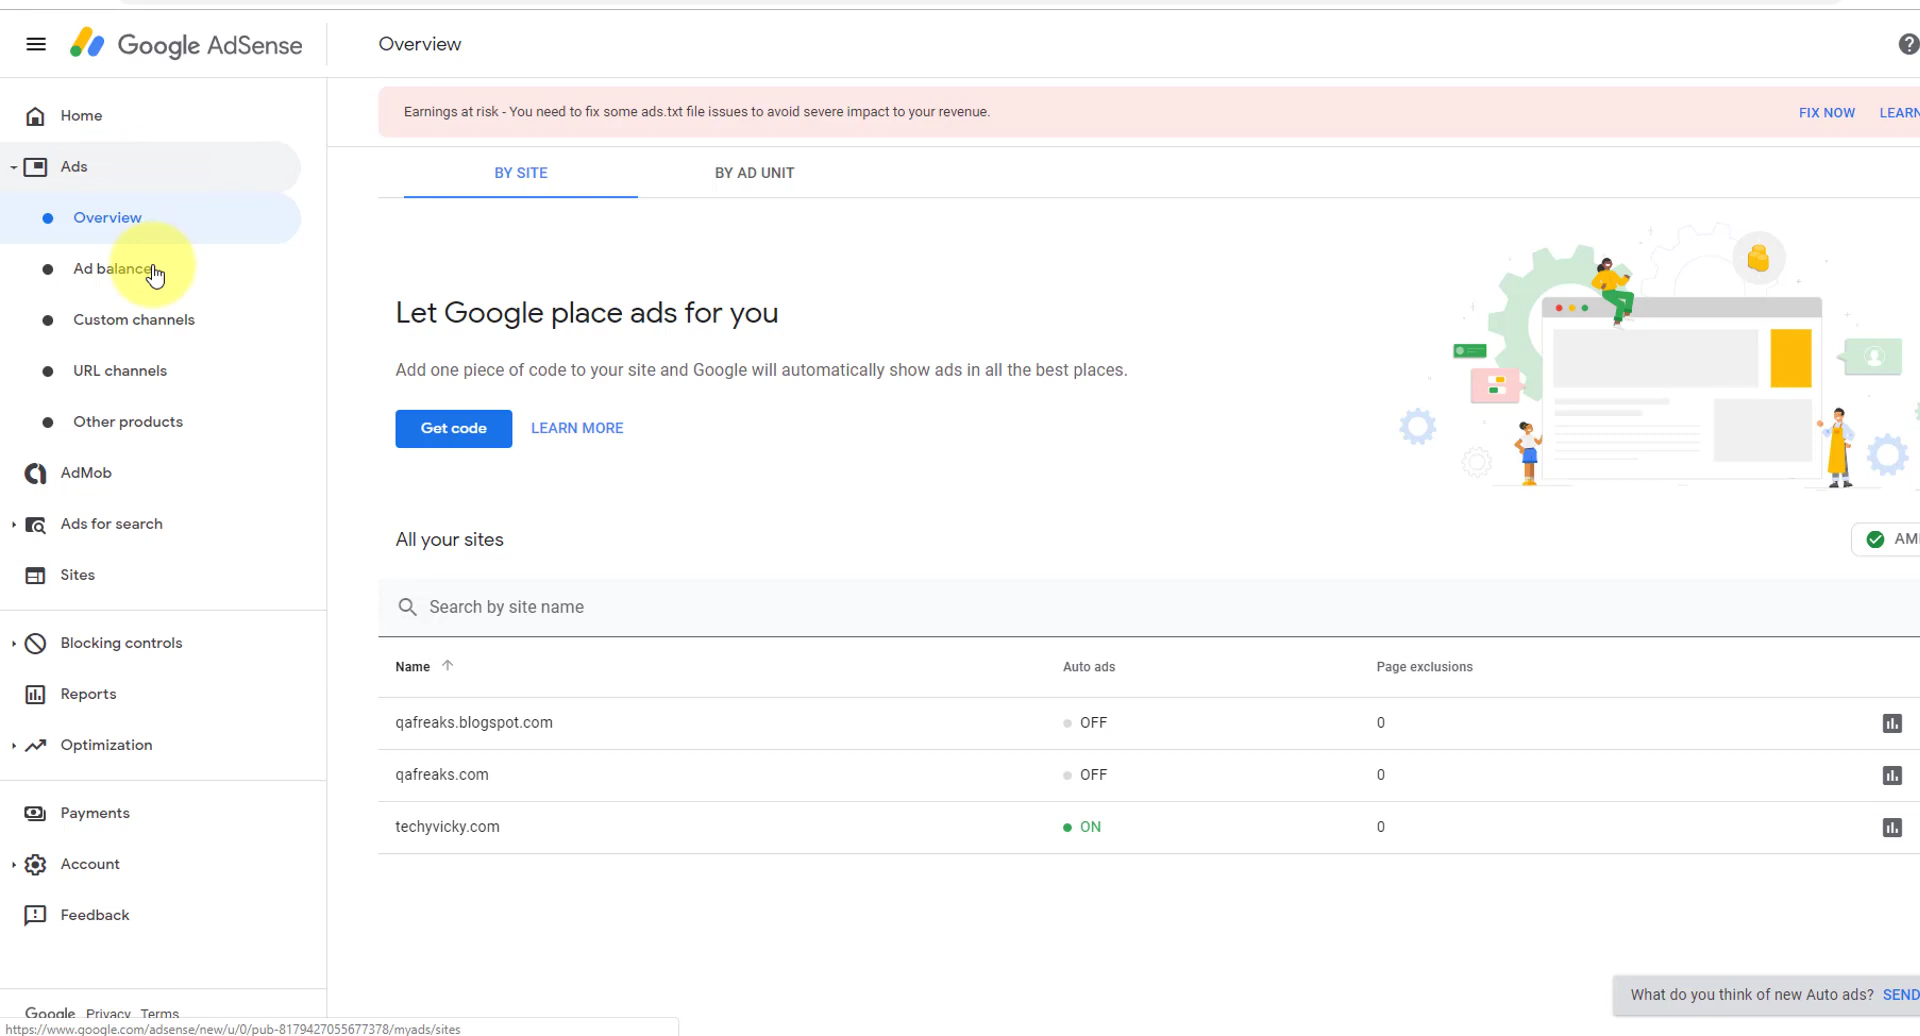 Google AdSense
Overview
Home
Ads
Overview
Ad balance
Custom channels
URL channels
Other products
AdMob
Ads for search
Sites
Blocking controls
Reports
Optimization
Payments
Account
Feedback
Google Privacy Terms
https://www.google.com/adsense/new/u/0/pub-8179427055677378/myads/sites
Earnings at risk - You need to fix some ads.txt file issues to avoid severe impact to your revenue.
FIX NOW LEARN
BY SITE BY AD UNIT
Let Google place ads for you
Add one piece of code to your site and Google will automatically show ads in all the best places.
Get code LEARN MORE
All your sites
Search by site name
Name Auto ads Page exclusions
qafreaks.blogspot.com OFF 0
qafreaks.com OFF 0
techyvicky.com ON 0
What do you think of new Auto ads? SEND